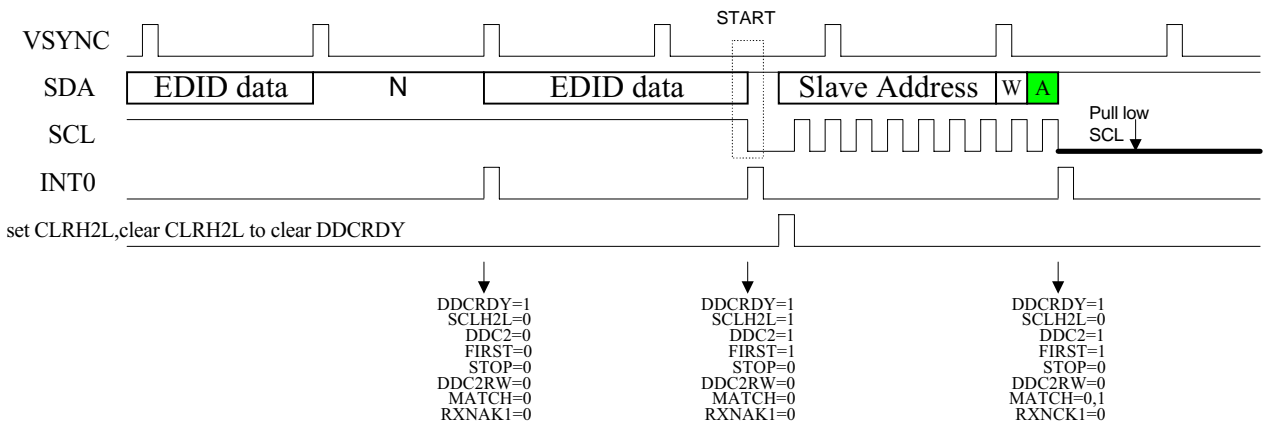 START
VSYNC
SDA EDID data N EDID data Slave Address W A
Pull low
SCL
SCL
INT0
set CLRH2L,clear CLRH2L to clear DDCRDY
DDCRDY=1
SCLH2L=0
DDC2=0
FIRST=0
STOP=0
DDC2RW=0
MATCH=0
RXNAK1=0
DDCRDY=1
SCLH2L=1
DDC2=1
FIRST=1
STOP=0
DDC2RW=0
MATCH=0
RXNAK1=0
DDCRDY=1
SCLH2L=0
DDC2=1
FIRST=1
STOP=0
DDC2RW=0
MATCH=0,1
RXNCK1=0